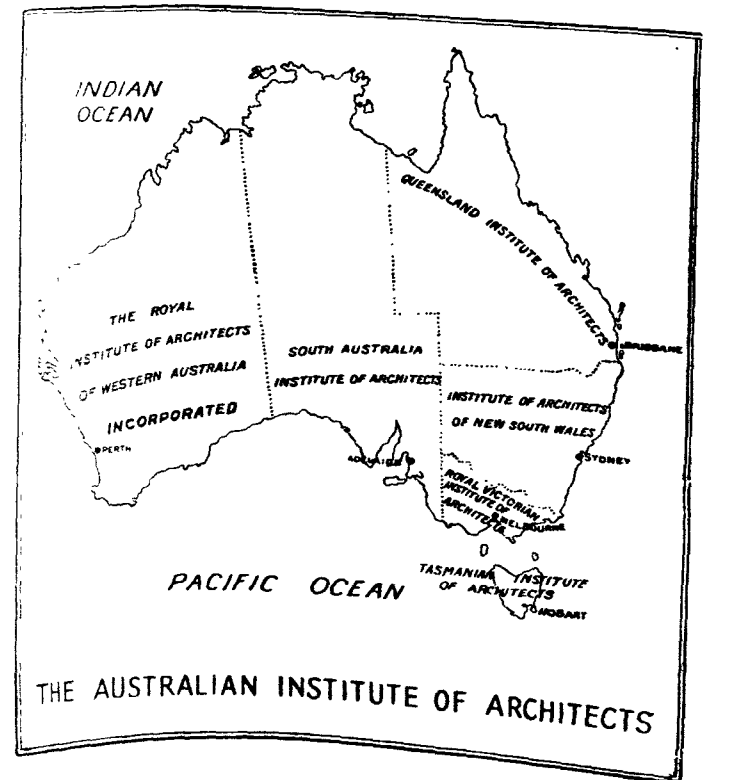 INDIAN
OCEAN
QUEENSLAND INSTITUTE OF ARCHITECTS
BRISBANE
THE ROYAL
INSTITUTE OF ARCHITECTS
OF WESTERN AUSTRALIA
INCORPORATED
PERTH
SOUTH AUSTRALIA
INSTITUTE OF ARCHITECTS
ADELAIDE
INSTITUTE OF ARCHITECTS
OF NEW SOUTH WALES
SYDNEY
ROYAL VICTORIAN
INSTITUTE OF
ARCHITECTS
MELBOURNE
PACIFIC OCEAN
TASMANIAN INSTITUTE
OF ARCHITECTS
HOBART
THE AUSTRALIAN INSTITUTE OF ARCHITECTS